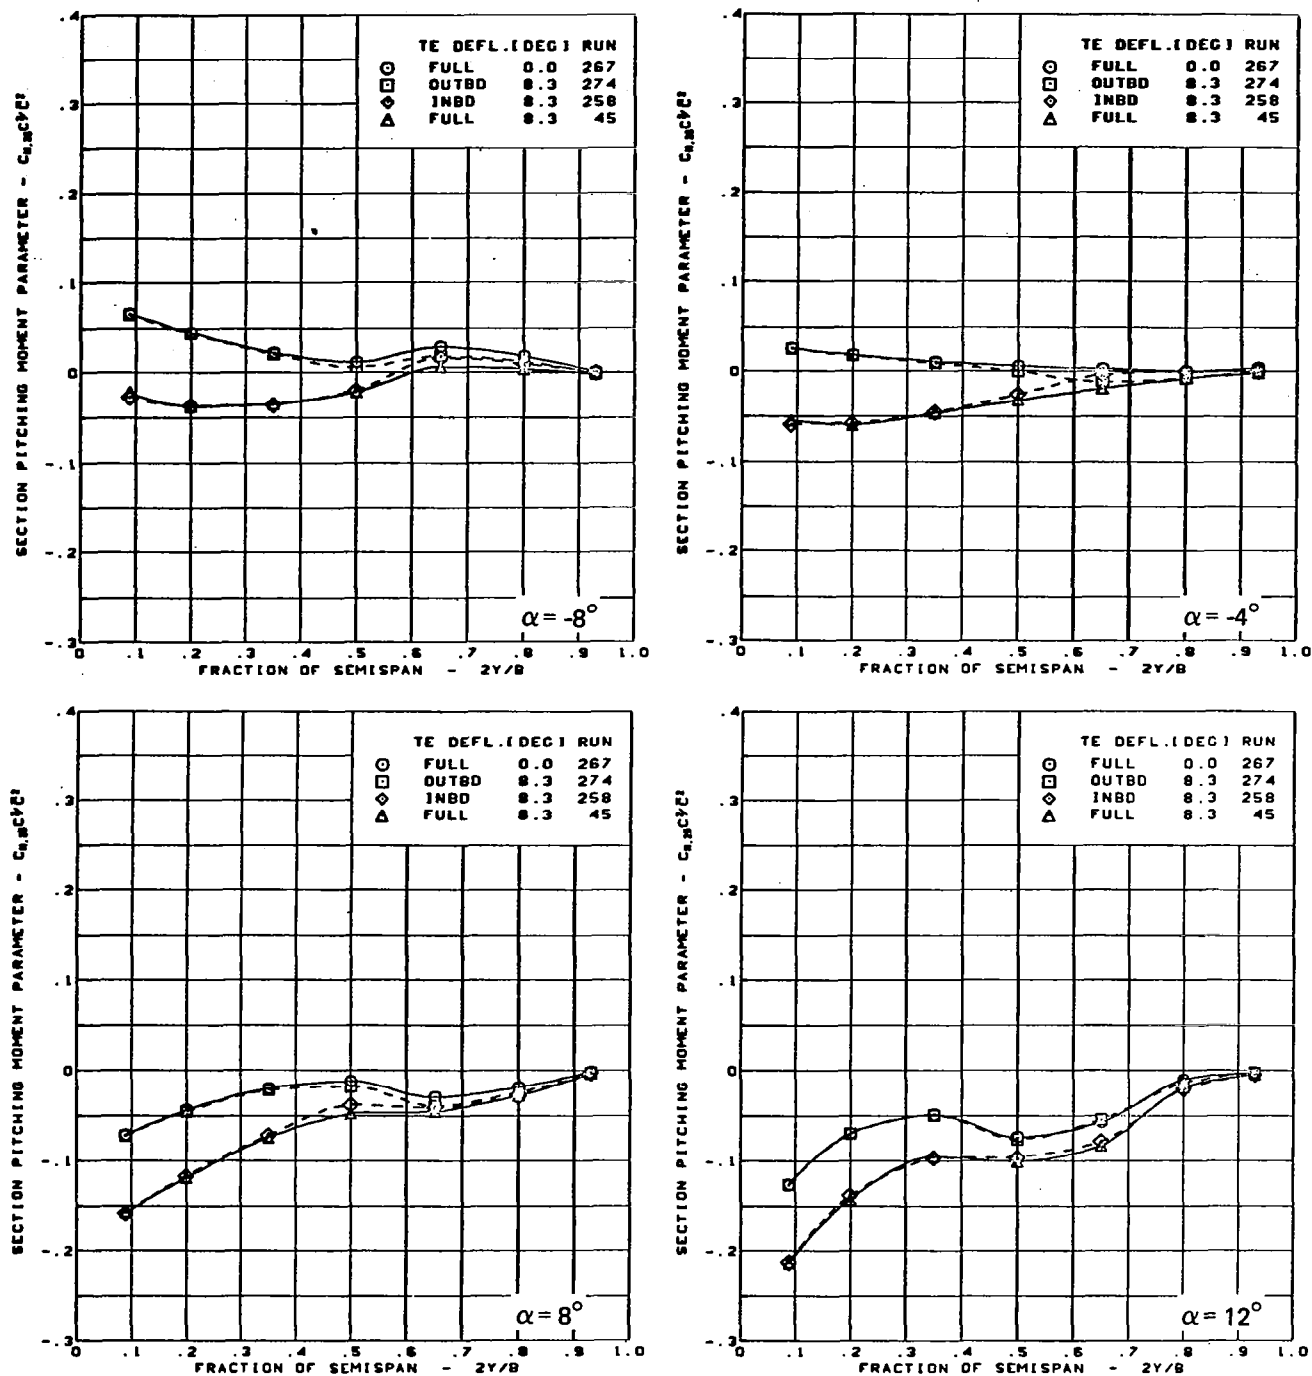 .4
.3
.2
.1
0
-.1
-.2
-.3
SECTION PITCHING MOMENT PARAMETER -
TE DEFL.[DEG] RUN
FULL 0.0 267
OUTBD 8.3 274
INBD 8.3 258
FULL 8.3 45
α = -8°
0 .1 .2 .3 .4 .5 .6 .7 .8 .9 1.0
FRACTION OF SEMISPAN - 2Y/B
.4
.3
.2
.1
0
-.1
-.2
-.3
SECTION PITCHING MOMENT PARAMETER -
TE DEFL.[DEG] RUN
FULL 0.0 267
OUTBD 8.3 274
INBD 8.3 258
FULL 8.3 45
α = -4°
0 .1 .2 .3 .4 .5 .6 .7 .8 .9 1.0
FRACTION OF SEMISPAN - 2Y/B
.4
.3
.2
.1
0
-.1
-.2
-.3
SECTION PITCHING MOMENT PARAMETER -
TE DEFL.[DEG] RUN
FULL 0.0 267
OUTBD 8.3 274
INBD 8.3 258
FULL 8.3 45
α = 8°
0 .1 .2 .3 .4 .5 .6 .7 .8 .9 1.0
FRACTION OF SEMISPAN - 2Y/B
.4
.3
.2
.1
0
-.1
-.2
-.3
SECTION PITCHING MOMENT PARAMETER -
TE DEFL.[DEG] RUN
FULL 0.0 267
OUTBD 8.3 274
INBD 8.3 258
FULL 8.3 45
α = 12°
0 .1 .2 .3 .4 .5 .6 .7 .8 .9 1.0
FRACTION OF SEMISPAN - 2Y/B